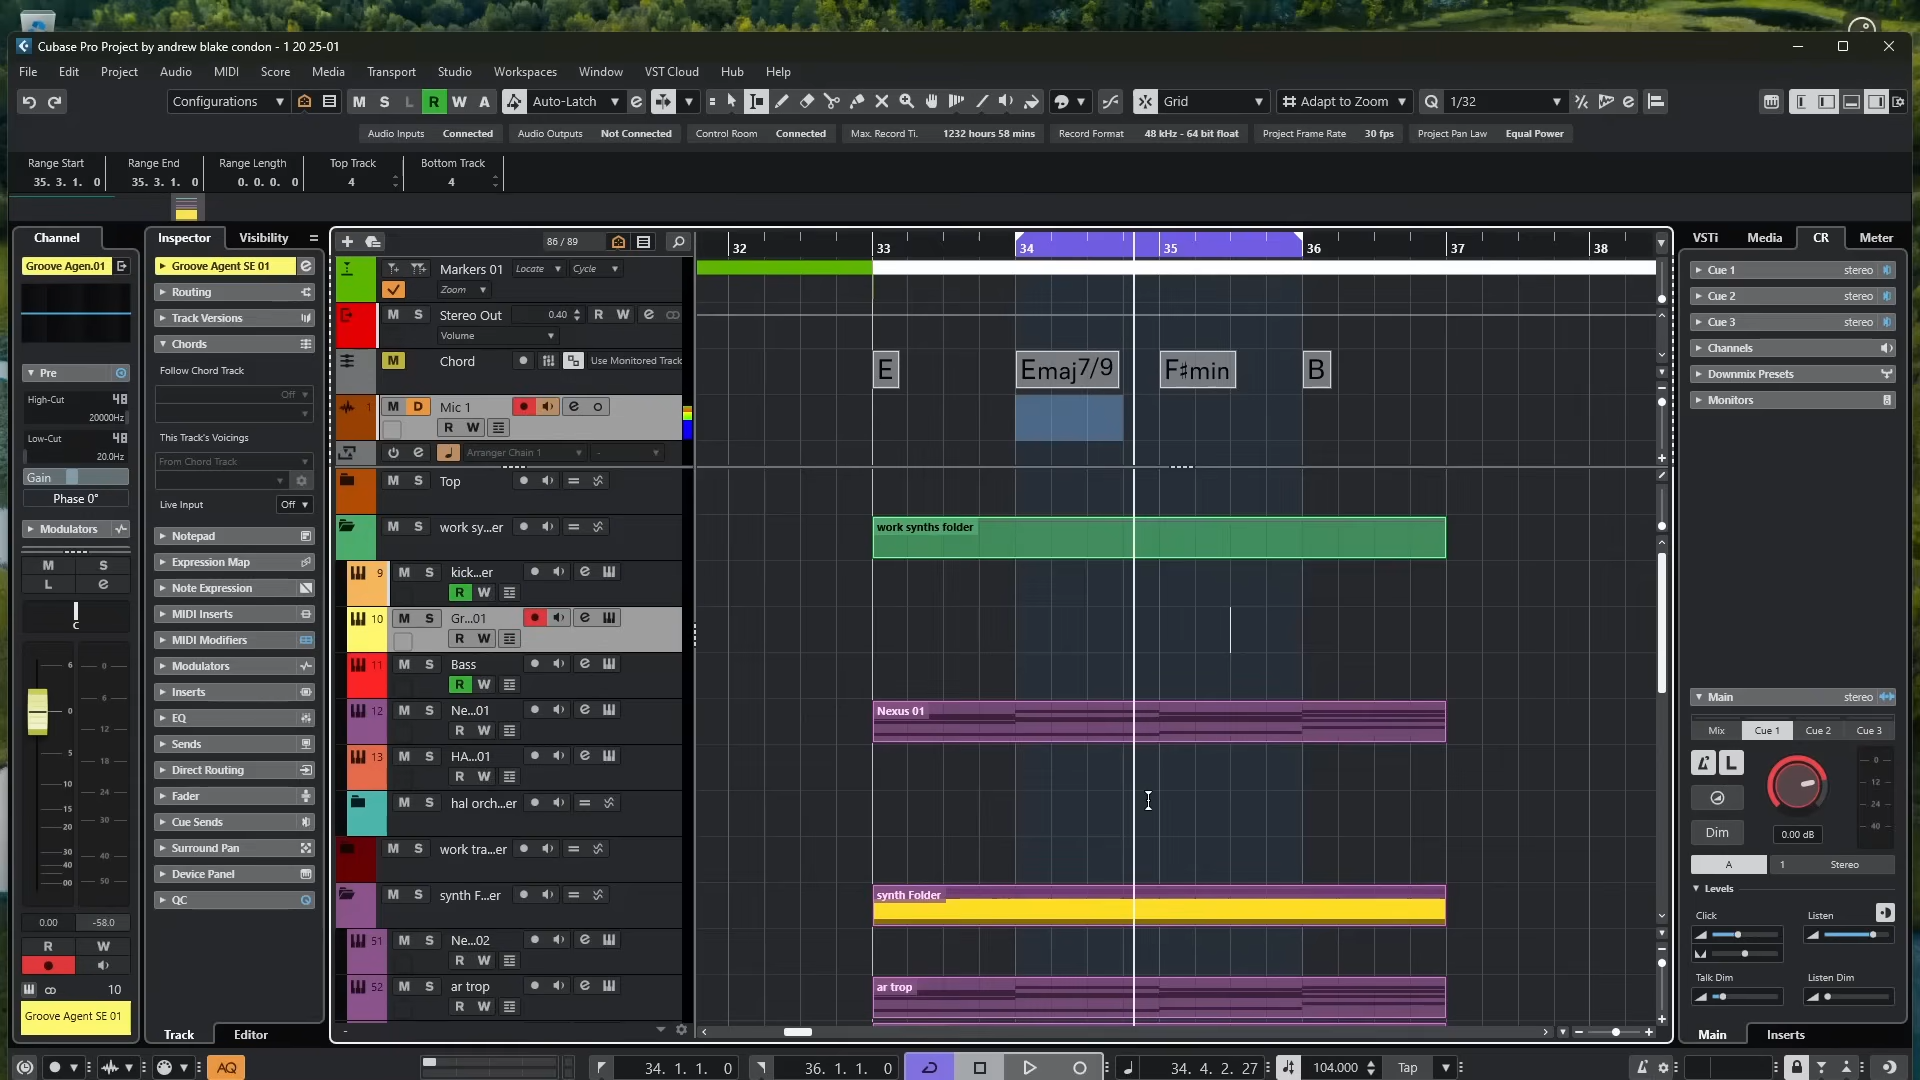 Cubase Pro Project by andrew blake condon - 1 20 25-01
File Edit Project Audio MIDI Score Media Transport Studio Workspaces Window VST Cloud Hub Help
Configurations M S L R W A Auto-Latch Grid Adapt to Zoom Q 1/32
Audio Inputs Connected Audio Outputs Not Connected Control Room Connected Max. Record Ti. 1232 hours 58 mins Record Format 48 kHz - 64 bit float Project Frame Rate 30 fps Project Pan Law Equal Power
Range Start Range End Range Length Top Track Bottom Track
35. 3. 1. 0 35. 3. 1. 0 0. 0. 0. 0 4 4
Channel
Groove Agen.01
Pre
High-Cut 48
20000Hz
Low-Cut 48
20.0Hz
Gain
Phase 0°
Modulators
M S
L e
C
0.00 -58.0
R W
10
Groove Agent SE 01
Inspector Visibility
Groove Agent SE 01
Routing
Track Versions
Chords
Follow Chord Track
Off
This Track's Voicings
From Chord Track
Live Input Off
Notepad
Expression Map
Note Expression
MIDI Inserts
MIDI Modifiers
Modulators
Inserts
EQ
Sends
Direct Routing
Fader
Cue Sends
Surround Pan
Device Panel
QC
Track Editor
86 / 89
32 33 34 35 36 37 38
Markers 01 Locate Cycle
Zoom
M S Stereo Out 0.40 R W e
Volume
M Chord Use Monitored Track
E Emaj7/9 F♯min B
1 M D Mic 1
R W
Arranger Chain 1 -
M S Top
M S work sy...er
work synths folder
9 M S kick...er
R W
10 M S Gr...01
R W
11 M S Bass
R W
12 M S Ne...01
R W
Nexus 01
13 M S HA...01
R W
M S hal orch...er
M S work tra...er
M S synth F...er
synth Folder
51 M S Ne...02
R W
52 M S ar trop
R W
ar trop
VSTi Media CR Meter
Cue 1 stereo
Cue 2 stereo
Cue 3 stereo
Channels
Downmix Presets
Monitors
Main stereo
Mix Cue 1 Cue 2 Cue 3
L
Dim 0.00 dB
A 1 Stereo
Levels
Click Listen
Talk Dim Listen Dim
Main Inserts
AQ 34. 1. 1. 0 36. 1. 1. 0 34. 4. 2. 27 104.000 Tap